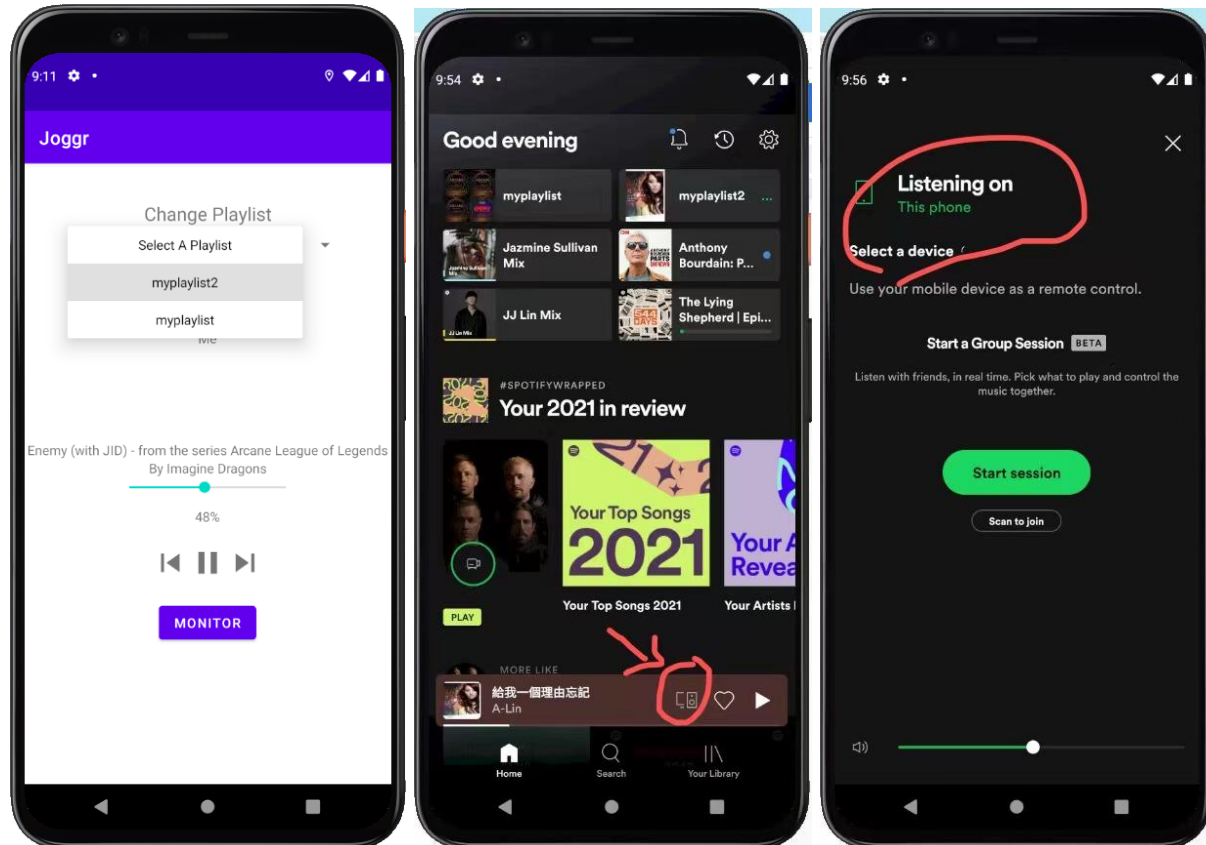 9:11
Joggr
Change Playlist
Select A Playlist
myplaylist2
myplaylist
Me
Enemy (with JID) - from the series Arcane League of Legends
By Imagine Dragons
48%
MONITOR
9:54
Good evening
myplaylist
myplaylist2
Jazmine Sullivan
Mix
Anthony
Bourdain: P...
JJ Lin Mix
The Lying
Shepherd | Epi...
#SPOTIFYWRAPPED
Your 2021 in review
Your Top Songs
2021
Your A
Revea
Your Top Songs 2021
Your Artists
PLAY
MORE LIKE
給我一個理由忘記
A-Lin
Home
Search
Your Library
9:56
Listening on
This phone
Select a device
Use your mobile device as a remote control.
Start a Group Session BETA
Listen with friends, in real time. Pick what to play and control the
music together.
Start session
Scan to join